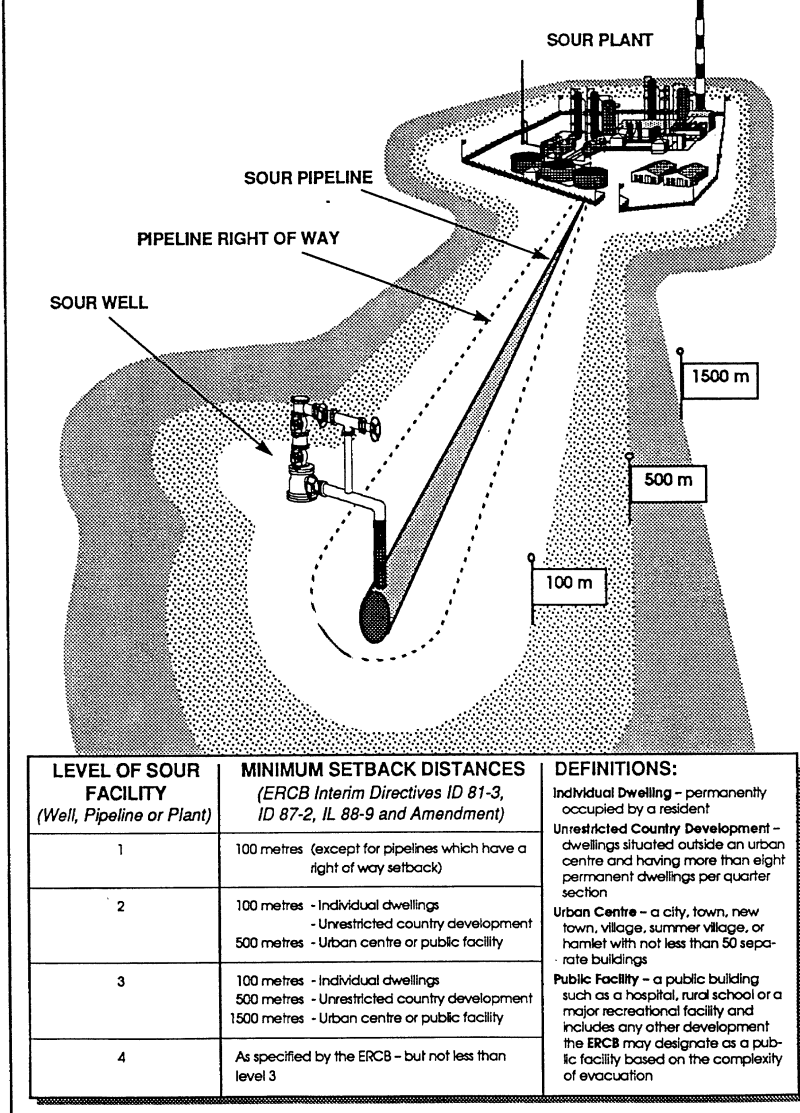 SOUR PLANT
SOUR PIPELINE
PIPELINE RIGHT OF WAY
SOUR WELL
1500 m
500 m
100 m
LEVEL OF SOUR
FACILITY
(Well, Pipeline or Plant)
MINIMUM SETBACK DISTANCES
(ERCB Interim Directives ID 81-3,
ID 87-2, IL 88-9 and Amendment)
1
100 metres (except for pipelines which have a
right of way setback)
2
100 metres - Individual dwellings
- Unrestricted country development
500 metres - Urban centre or public facility
3
100 metres - Individual dwellings
500 metres - Unrestricted country development
1500 metres - Urban centre or public facility
4
As specified by the ERCB – but not less than
level 3
DEFINITIONS:
Individual Dwelling – permanently
occupied by a resident
Unrestricted Country Development –
dwellings situated outside an urban
centre and having more than eight
permanent dwellings per quarter
section
Urban Centre – a city, town, new
town, village, summer village, or
hamlet with not less than 50 sepa-
rate buildings
Public Facility – a public building
such as a hospital, rural school or a
major recreational facility and
includes any other development
the ERCB may designate as a pub-
lic facility based on the complexity
of evacuation